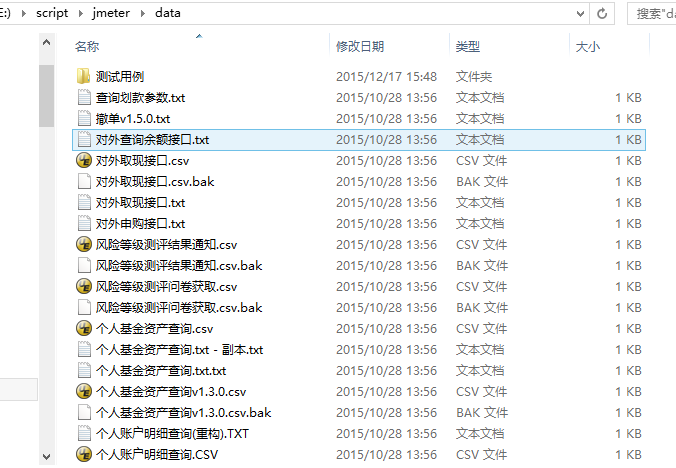 E:) script jmeter data 搜索"da
名称 修改日期 类型 大小
测试用例 2015/12/17 15:48 文件夹
查询划款参数.txt 2015/10/28 13:56 文本文档 1 KB
撤单v1.5.0.txt 2015/10/28 13:56 文本文档 1 KB
对外查询余额接口.txt 2015/10/28 13:56 文本文档 1 KB
对外取现接口.csv 2015/10/28 13:56 CSV 文件 1 KB
对外取现接口.csv.bak 2015/10/28 13:56 BAK 文件 1 KB
对外取现接口.txt 2015/10/28 13:56 文本文档 1 KB
对外申购接口.txt 2015/10/28 13:56 文本文档 1 KB
风险等级测评结果通知.csv 2015/10/28 13:56 CSV 文件 1 KB
风险等级测评结果通知.csv.bak 2015/10/28 13:56 BAK 文件 1 KB
风险等级测评问卷获取.csv 2015/10/28 13:56 CSV 文件 1 KB
风险等级测评问卷获取.csv.bak 2015/10/28 13:56 BAK 文件 1 KB
个人基金资产查询.csv 2015/10/28 13:56 CSV 文件 1 KB
个人基金资产查询.txt - 副本.txt 2015/10/28 13:56 文本文档 1 KB
个人基金资产查询.txt.txt 2015/10/28 13:56 文本文档 1 KB
个人基金资产查询v1.3.0.csv 2015/10/28 13:56 CSV 文件 1 KB
个人基金资产查询v1.3.0.csv.bak 2015/10/28 13:56 BAK 文件 1 KB
个人账户明细查询(重构).TXT 2015/10/28 13:56 文本文档 1 KB
个人账户明细查询.CSV 2015/10/28 13:56 CSV 文件 1 KB